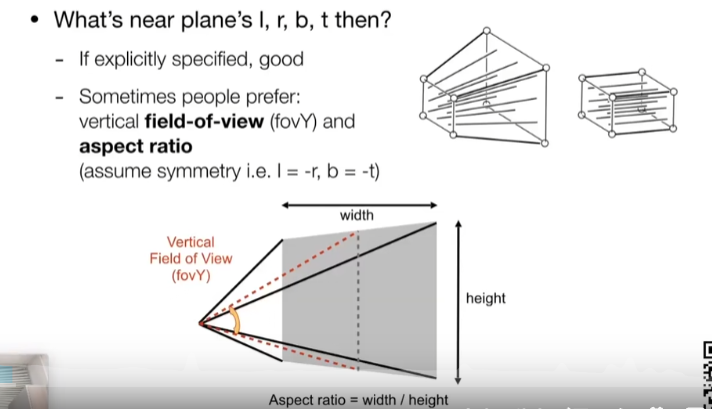 • What's near plane's l, r, b, t then?
- If explicitly specified, good
- Sometimes people prefer:
vertical field-of-view (fovY) and
aspect ratio
(assume symmetry i.e. l = -r, b = -t)
width
Vertical
Field of View
(fovY)
height
Aspect ratio = width / height